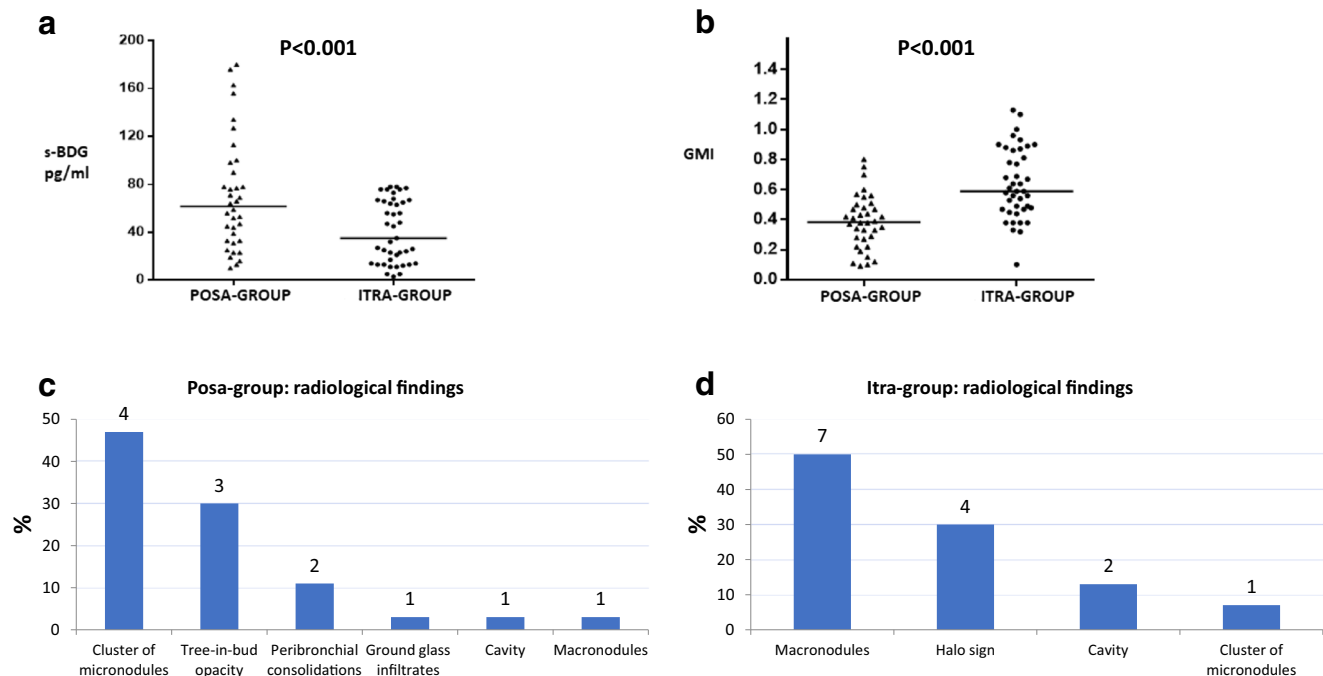 a
P<0.001
200
160
120
80
40
0
s-BDG
pg/ml
POSA-GROUP
ITRA-GROUP
b
P<0.001
1.4
1.2
1.0
0.8
0.6
0.4
0.2
0.0
GMI
POSA-GROUP
ITRA-GROUP
c
Posa-group: radiological findings
50
40
30
20
10
0
%
4
3
2
1
1
1
Cluster of
micronodules
Tree-in-bud
opacity
Peribronchial
consolidations
Ground glass
infiltrates
Cavity
Macronodules
d
Itra-group: radiological findings
60
50
40
30
20
10
0
%
7
4
2
1
Macronodules
Halo sign
Cavity
Cluster of
micronodules